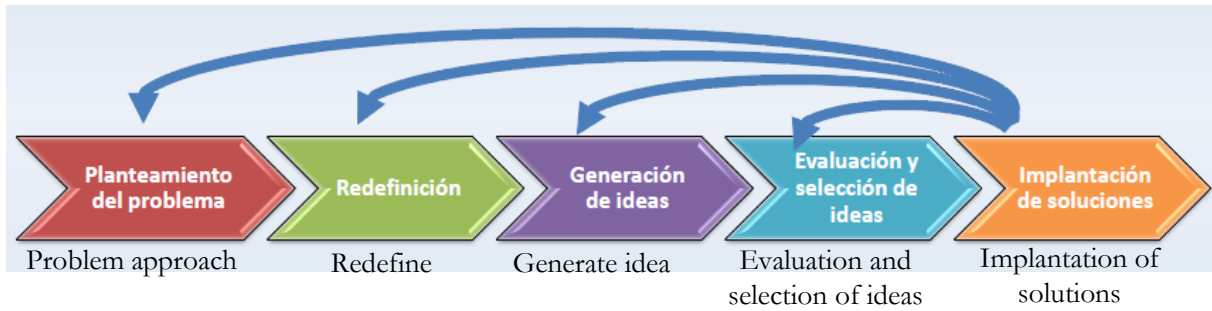 Planteamiento
del problema
Redefinición
Generación
de ideas
Evaluación y
selección de
ideas
Implantación
de soluciones
Problem approach
Redefine
Generate idea
Evaluation and
selection of ideas
Implantation of
solutions